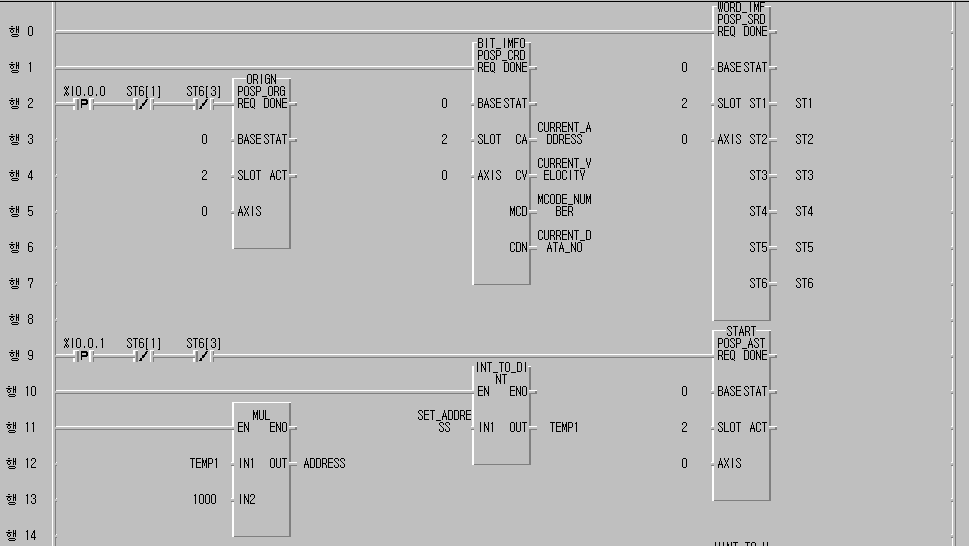 WORD_IMF
POSP_SRD
행 0 REQ DONE
BIT_IMFO
POSP_CRD
행 1 REQ DONE 0 BASE STAT
ORIGN
%I0.0.0 ST6[1] ST6[3] POSP_ORG
행 2 P REQ DONE 0 BASE STAT 2 SLOT ST1 ST1
CURRENT_A
행 3 0 BASE STAT 2 SLOT CA DDRESS 0 AXIS ST2 ST2
CURRENT_V
행 4 2 SLOT ACT 0 AXIS CV ELOCITY ST3 ST3
MCODE_NUM
행 5 0 AXIS MCD BER ST4 ST4
CURRENT_D
행 6 CDN ATA_NO ST5 ST5
행 7 ST6 ST6
행 8
START
%I0.0.1 ST6[1] ST6[3] POSP_AST
행 9 P REQ DONE
INT_TO_DI
NT
행 10 EN ENO 0 BASE STAT
MUL SET_ADDRE
행 11 EN ENO SS IN1 OUT TEMP1 2 SLOT ACT
행 12 TEMP1 IN1 OUT ADDRESS 0 AXIS
행 13 1000 IN2
행 14